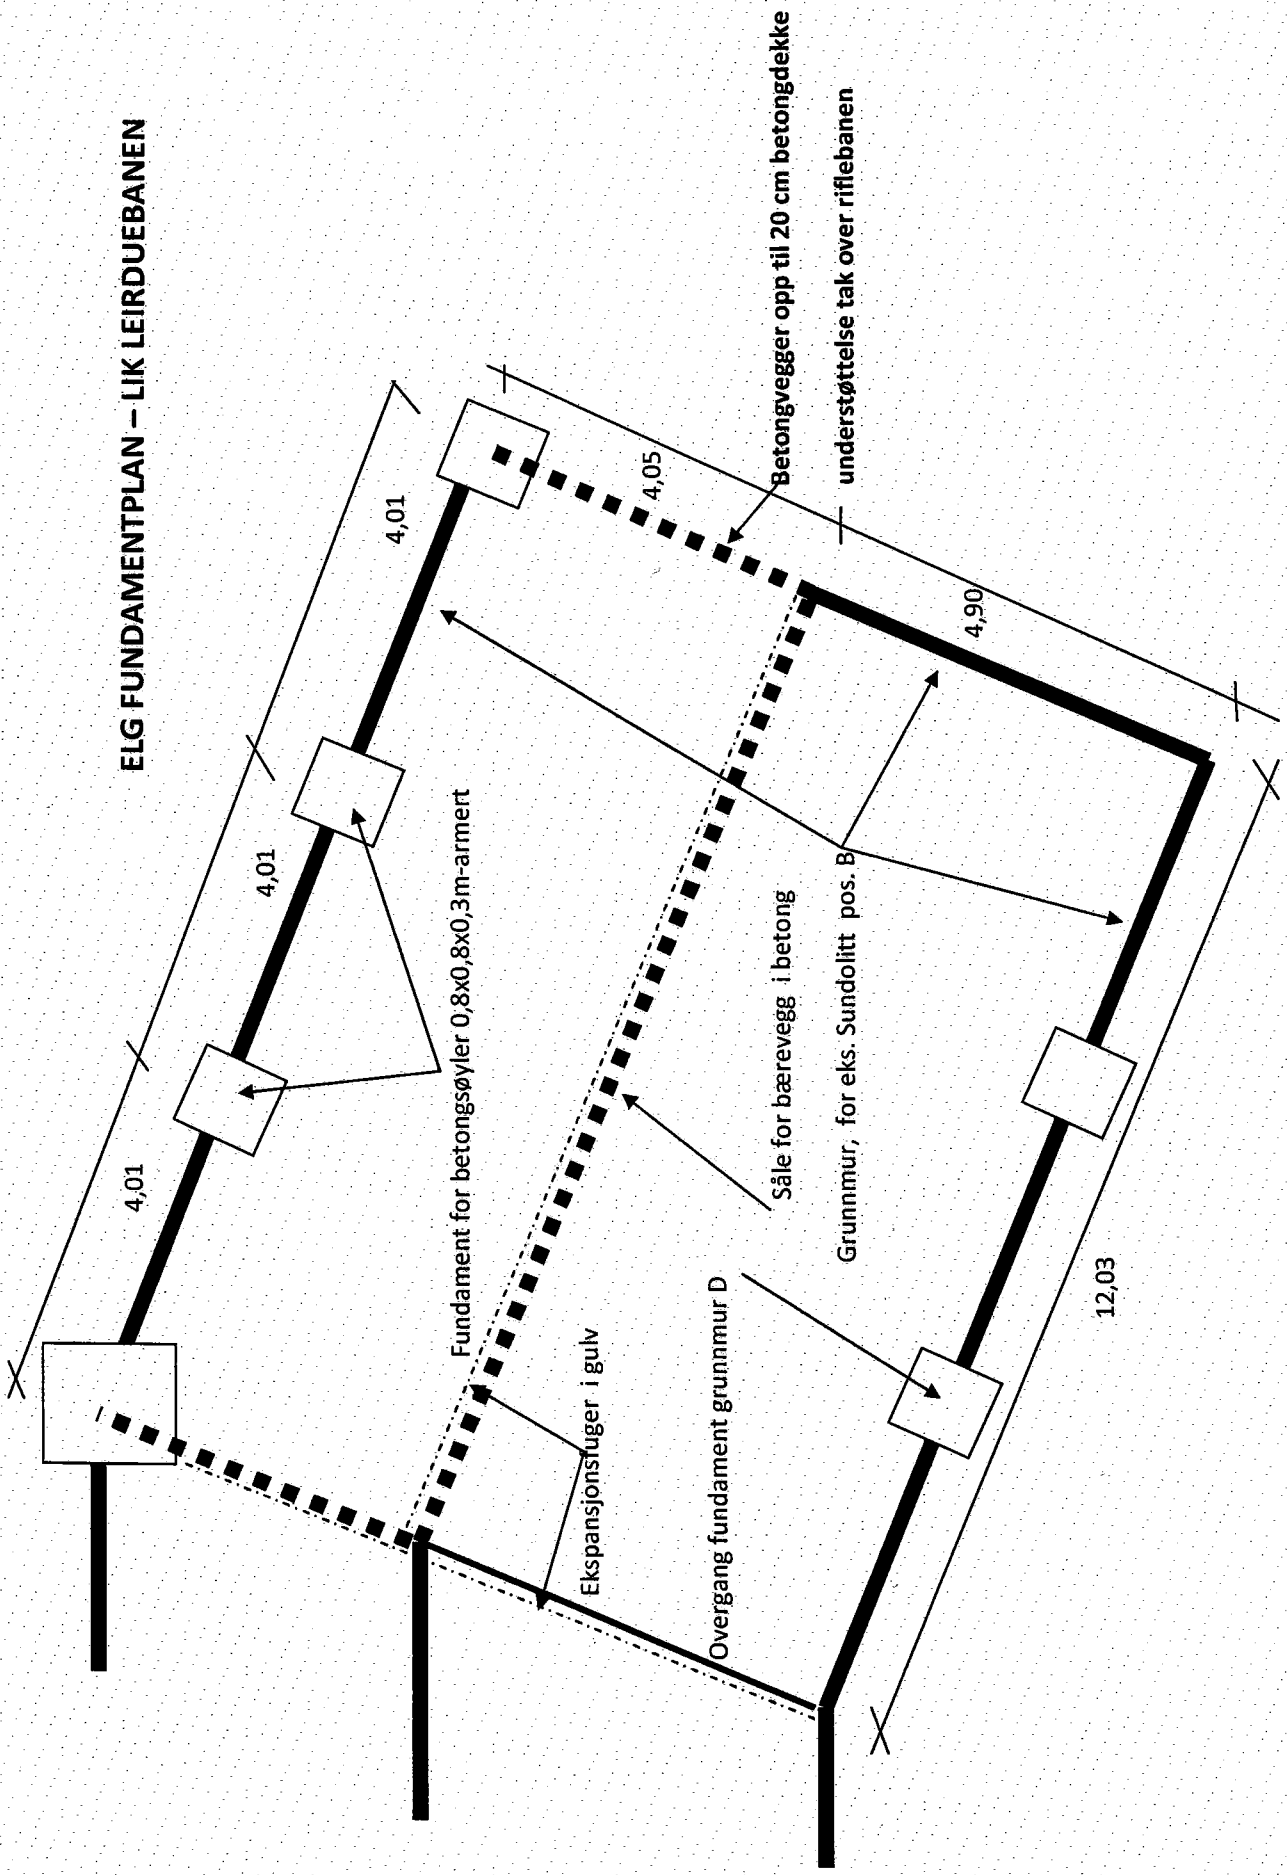 ELG FUNDAMENTPLAN – LIK LEIRDUEBANEN
4,01
4,01
4,01
4,05
4,90
12,03
Fundament for betongsøyler 0,8x0,8x0,3m-armert
Ekspansjonsfuger i gulv
Overgang fundament grunnmur D
Såle for bærevegg i betong
Grunnmur, for eks. Sundolitt pos. B
Betongvegger opp til 20 cm betongdekke
understøttelse tak over riflebanen